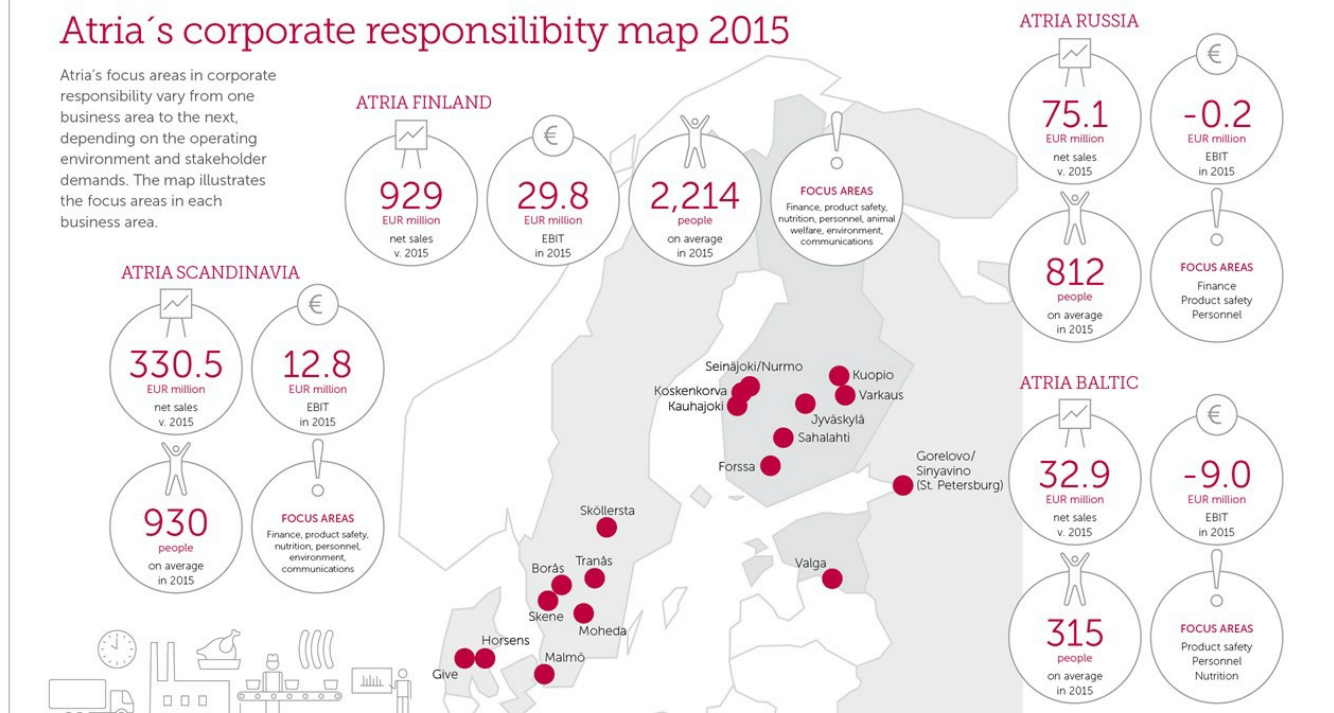 Atria´s corporate responsilibity map 2015
Atria's focus areas in corporate
responsibility vary from one
business area to the next,
depending on the operating
environment and stakeholder
demands. The map illustrates
the focus areas in each
business area.
ATRIA FINLAND
929
EUR million
net sales
v. 2015
29.8
EUR million
EBIT
in 2015
2,214
people
on average
in 2015
FOCUS AREAS
Finance, product safety,
nutrition, personnel, animal
welfare, environment,
communications
ATRIA RUSSIA
75.1
EUR million
net sales
v. 2015
-0.2
EUR million
EBIT
in 2015
812
people
on average
in 2015
FOCUS AREAS
Finance
Product safety
Personnel
ATRIA SCANDINAVIA
330.5
EUR million
net sales
v. 2015
12.8
EUR million
EBIT
in 2015
930
people
on average
in 2015
FOCUS AREAS
Finance, product safety,
nutrition, personnel,
environment,
communications
ATRIA BALTIC
32.9
EUR million
net sales
v. 2015
-9.0
EUR million
EBIT
in 2015
315
people
on average
in 2015
FOCUS AREAS
Product safety
Personnel
Nutrition
Seinäjoki/Nurmo
Koskenkorva
Kauhajoki
Kuopio
Varkaus
Jyväskylä
Sahalahti
Forssa
Gorelovo/
Sinyavino
(St. Petersburg)
Sköllersta
Tranås
Borås
Skene
Moheda
Valga
Horsens
Give
Malmö